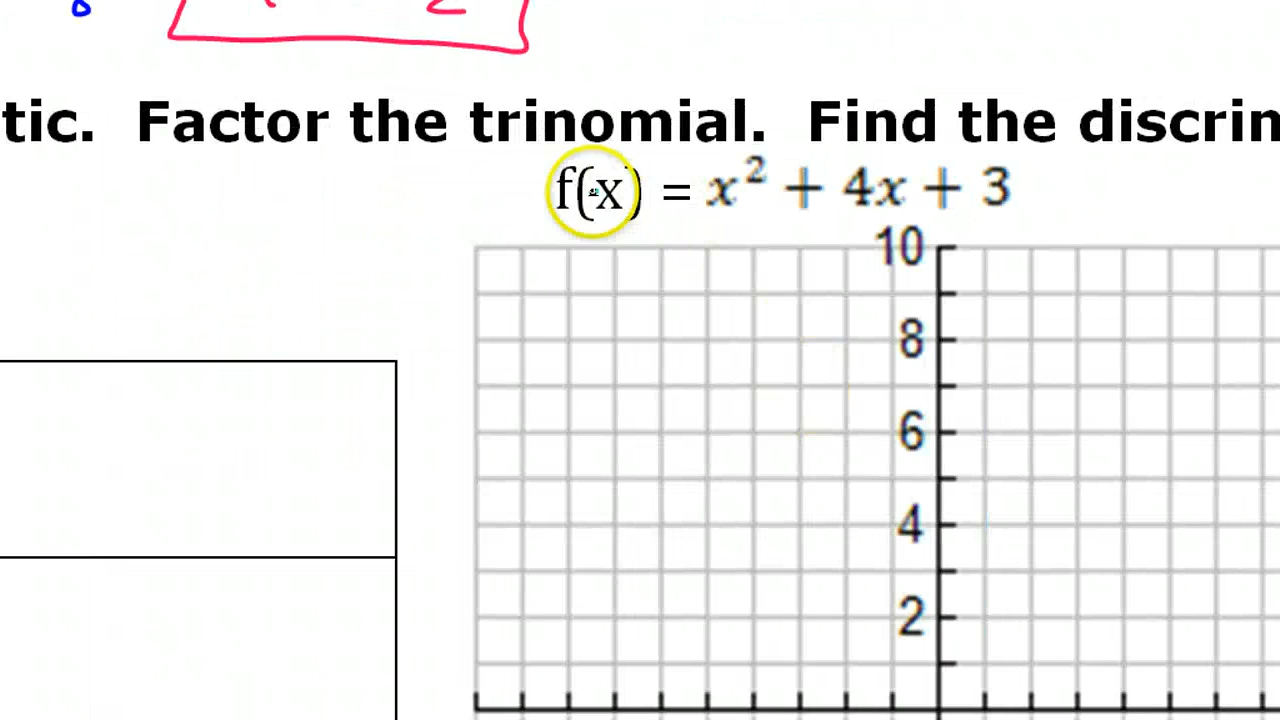 tic. Factor the trinomial. Find the discrin
f(x) = x² + 4x + 3
10
8
6
4
2